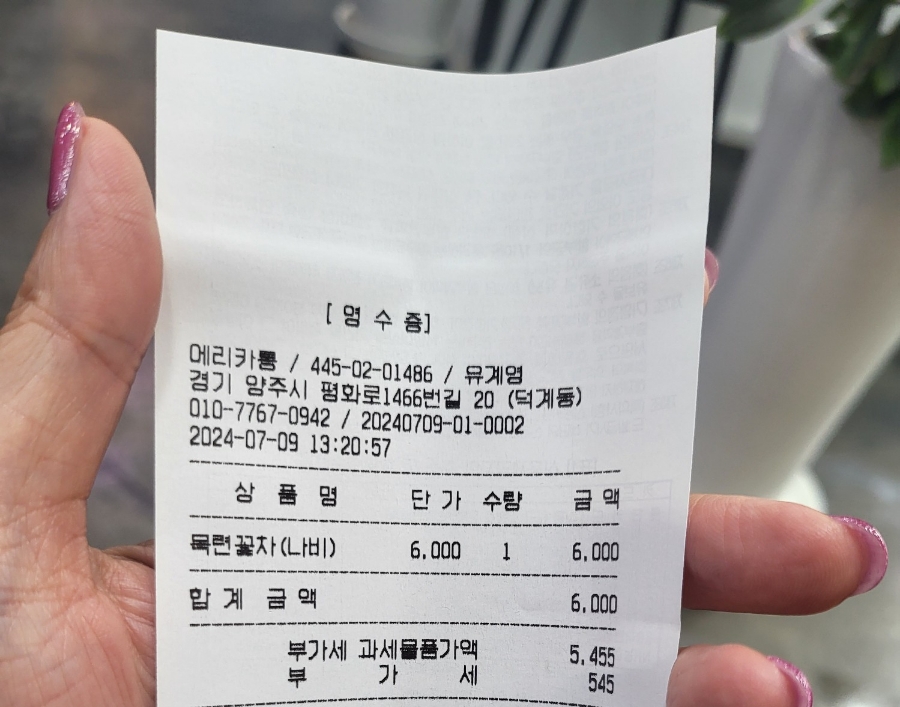 [ 영 수 증]
에리카룸 / 445-02-01486 / 유계영
경기 양주시 평화로1466번길 20 (덕계동)
010-7767-0942 / 20240709-01-0002
2024-07-09 13:20:57
상 품 명 단 가 수량 금 액
목련꽃차(나비) 6,000 1 6,000
합 계 금 액 6,000
부가세 과세물품가액 5,455
부 가 세 545